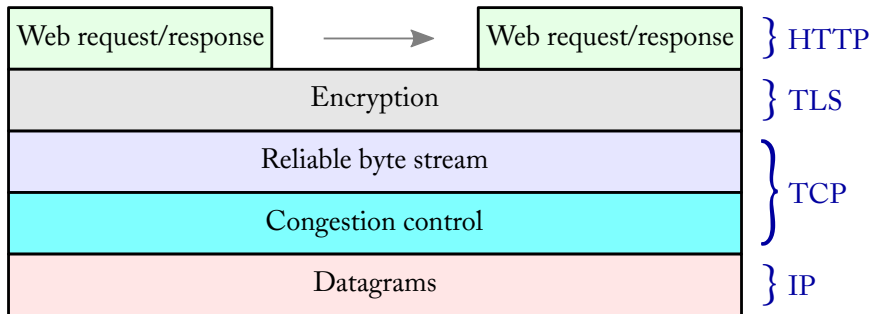 Web request/response Web request/response } HTTP
Encryption } TLS
Reliable byte stream
} TCP
Congestion control
Datagrams } IP